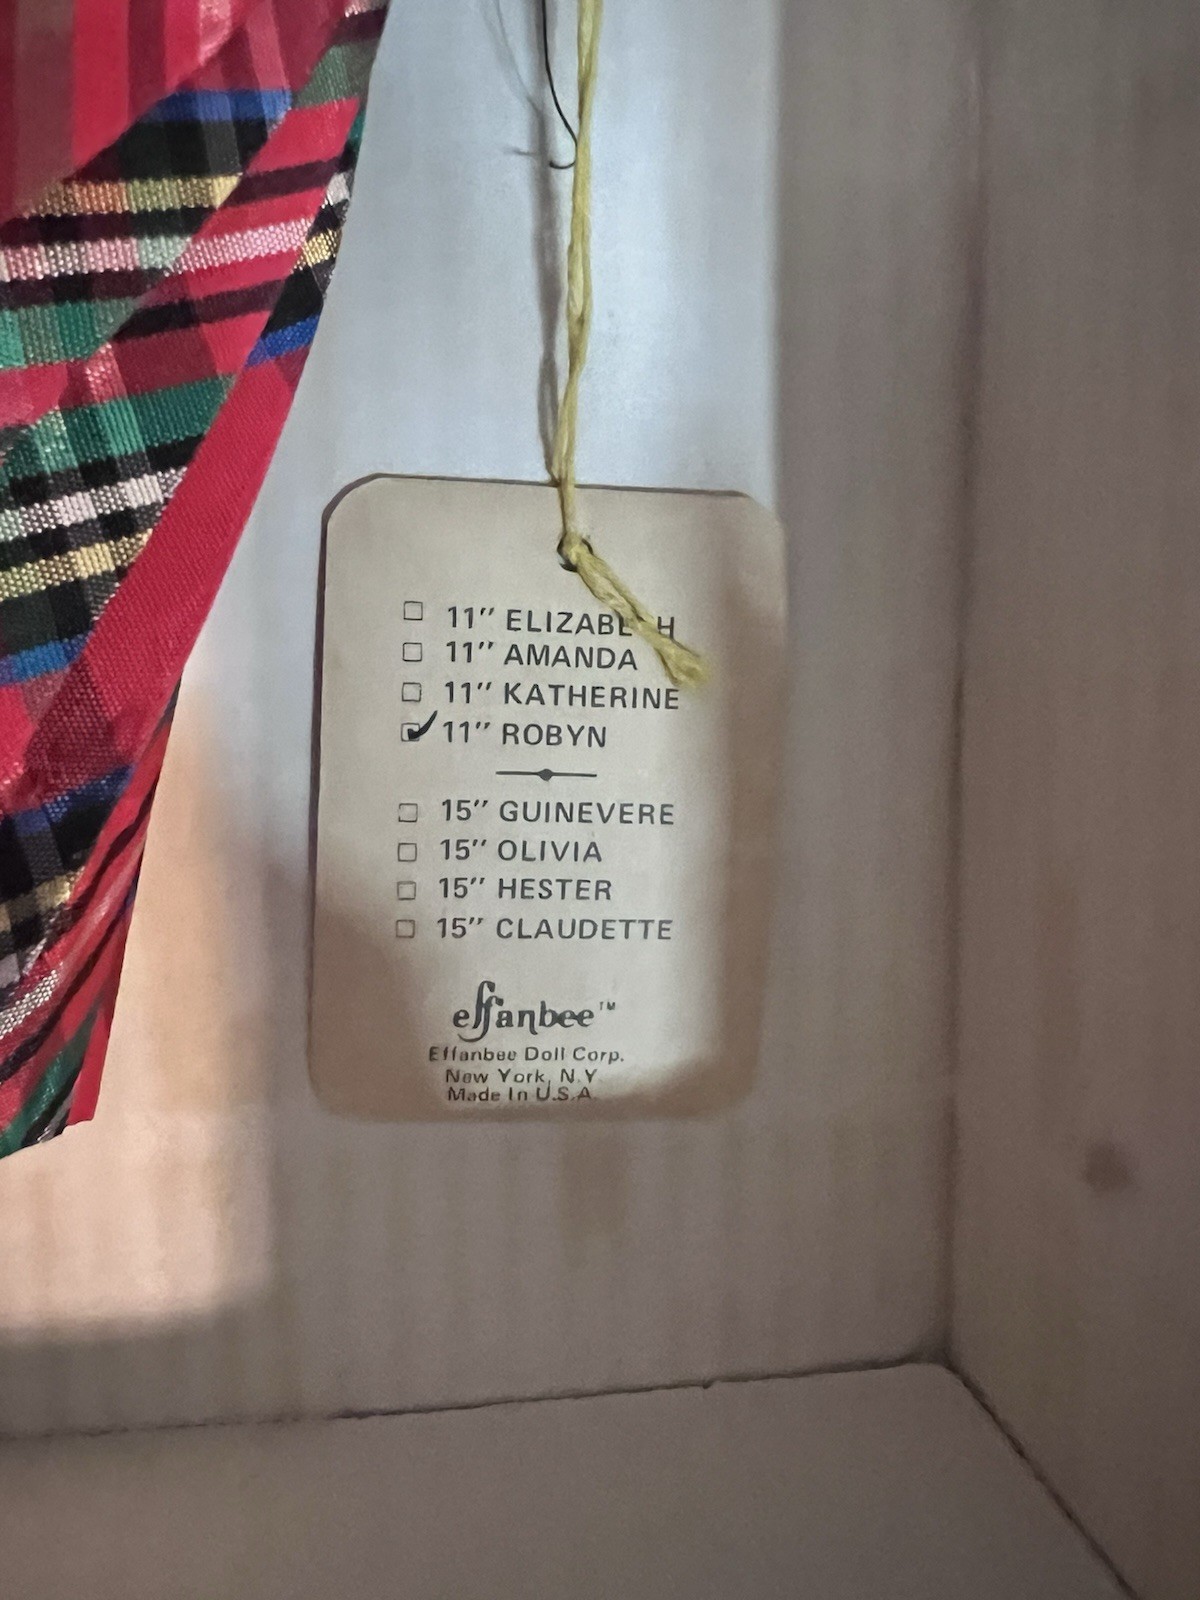 11" ELIZABETH
11" AMANDA
11" KATHERINE
11" ROBYN
15" GUINEVERE
15" OLIVIA
15" HESTER
15" CLAUDETTE
effanbee™
Effanbee Doll Corp.
New York, N.Y.
Made In U.S.A.